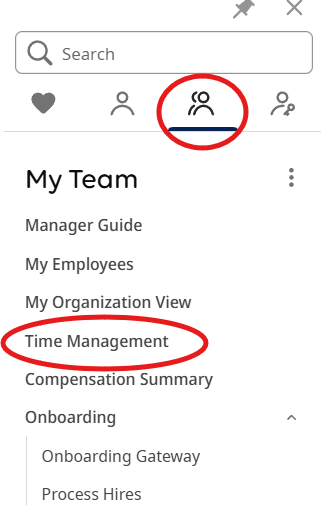 Search
My Team
Manager Guide
My Employees
My Organization View
Time Management
Compensation Summary
Onboarding
Onboarding Gateway
Process Hires